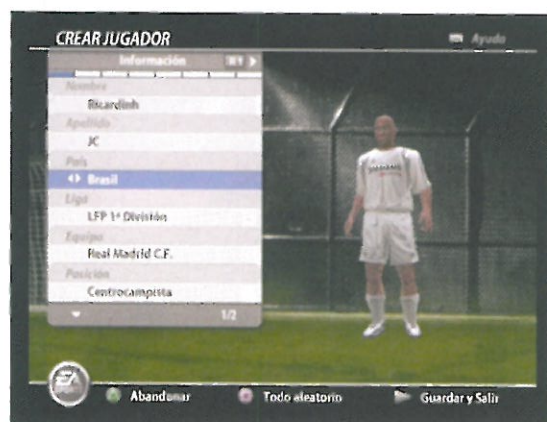 CREAR JUGADOR
Ayuda
Información
Nombre
Ricardinh
Apellido
JC
País
Brasil
Liga
LFP 1ª División
Equipo
Real Madrid C.F.
Posición
Centrocampista
1/2
EA
Abandonar
Todo aleatorio
Guardar y Salir